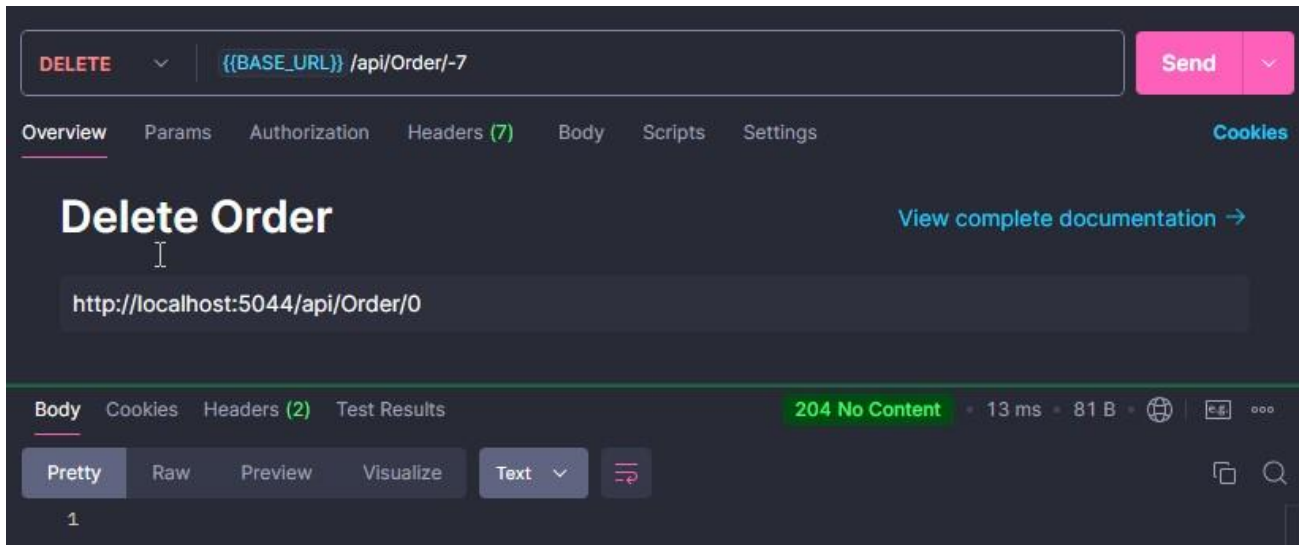 DELETE {{BASE_URL}} /api/Order/-7 Send
Overview Params Authorization Headers (7) Body Scripts Settings Cookies
Delete Order View complete documentation →
http://localhost:5044/api/Order/0
Body Cookies Headers (2) Test Results 204 No Content • 13 ms • 81 B • e.g. ooo
Pretty Raw Preview Visualize Text
1